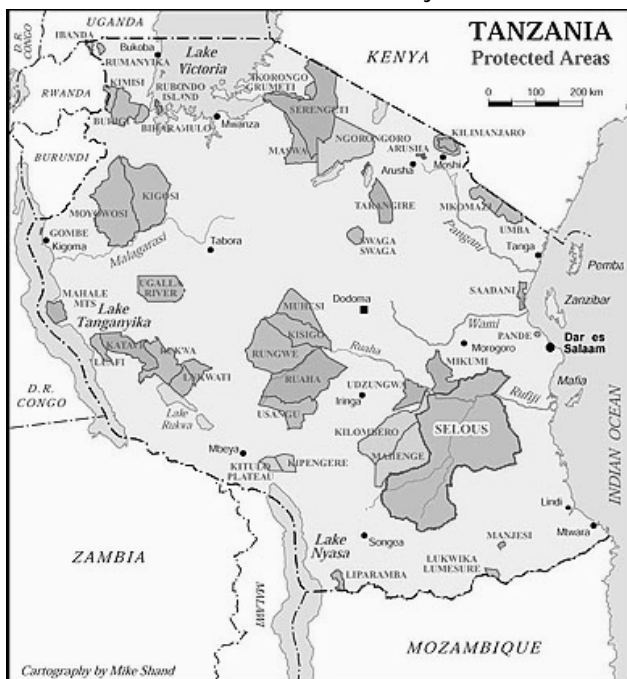 TANZANIA
Protected Areas
0 100 200 km
UGANDA
D.R.
CONGO
IBANDA
Bukoba
RUMANYIKA
Lake
Victoria
KENYA
KIMISI
RUBONDO
ISLAND
IKORONGO
GRUMETI
RWANDA
SERENGETI
BURIGI
BIHARAMULO
Mwanza
MASWA
NGORONGORO
KILIMANJARO
ARUSHA
Arusha
Moshi
BURUNDI
MOYOWOSI
KIGOSI
TARANGIRE
MKOMAZI
UMBA
GOMBE
Kigoma
Malagarasi
Tabora
SWAGA
SWAGA
Pangani
Tanga
Pemba
UGALLA
RIVER
SAADANI
Zanzibar
MAHALE
MTS
Lake
Tanganyika
MUHESI
Dodoma
Wami
PANDE
Dar es
Salaam
KISIGO
Morogoro
KATAVI
RUKWA
LUAFI
LUKWATI
RUNGWE
Ruaha
MIKUMI
Mafia
D.R.
CONGO
RUAHA
UDZUNGWA
Iringa
Rufiji
Lake
Rukwa
USANGU
KILOMBERO
SELOUS
INDIAN OCEAN
Mbeya
KITULO
PLATEAU
KIPENGERE
MAHENGE
Lindi
Mtwara
ZAMBIA
Lake
Nyasa
Songea
MANJESI
LUKWIKA
LUMESURE
LIPARAMBA
MALAWI
MOZAMBIQUE
Cartography by Mike Shand